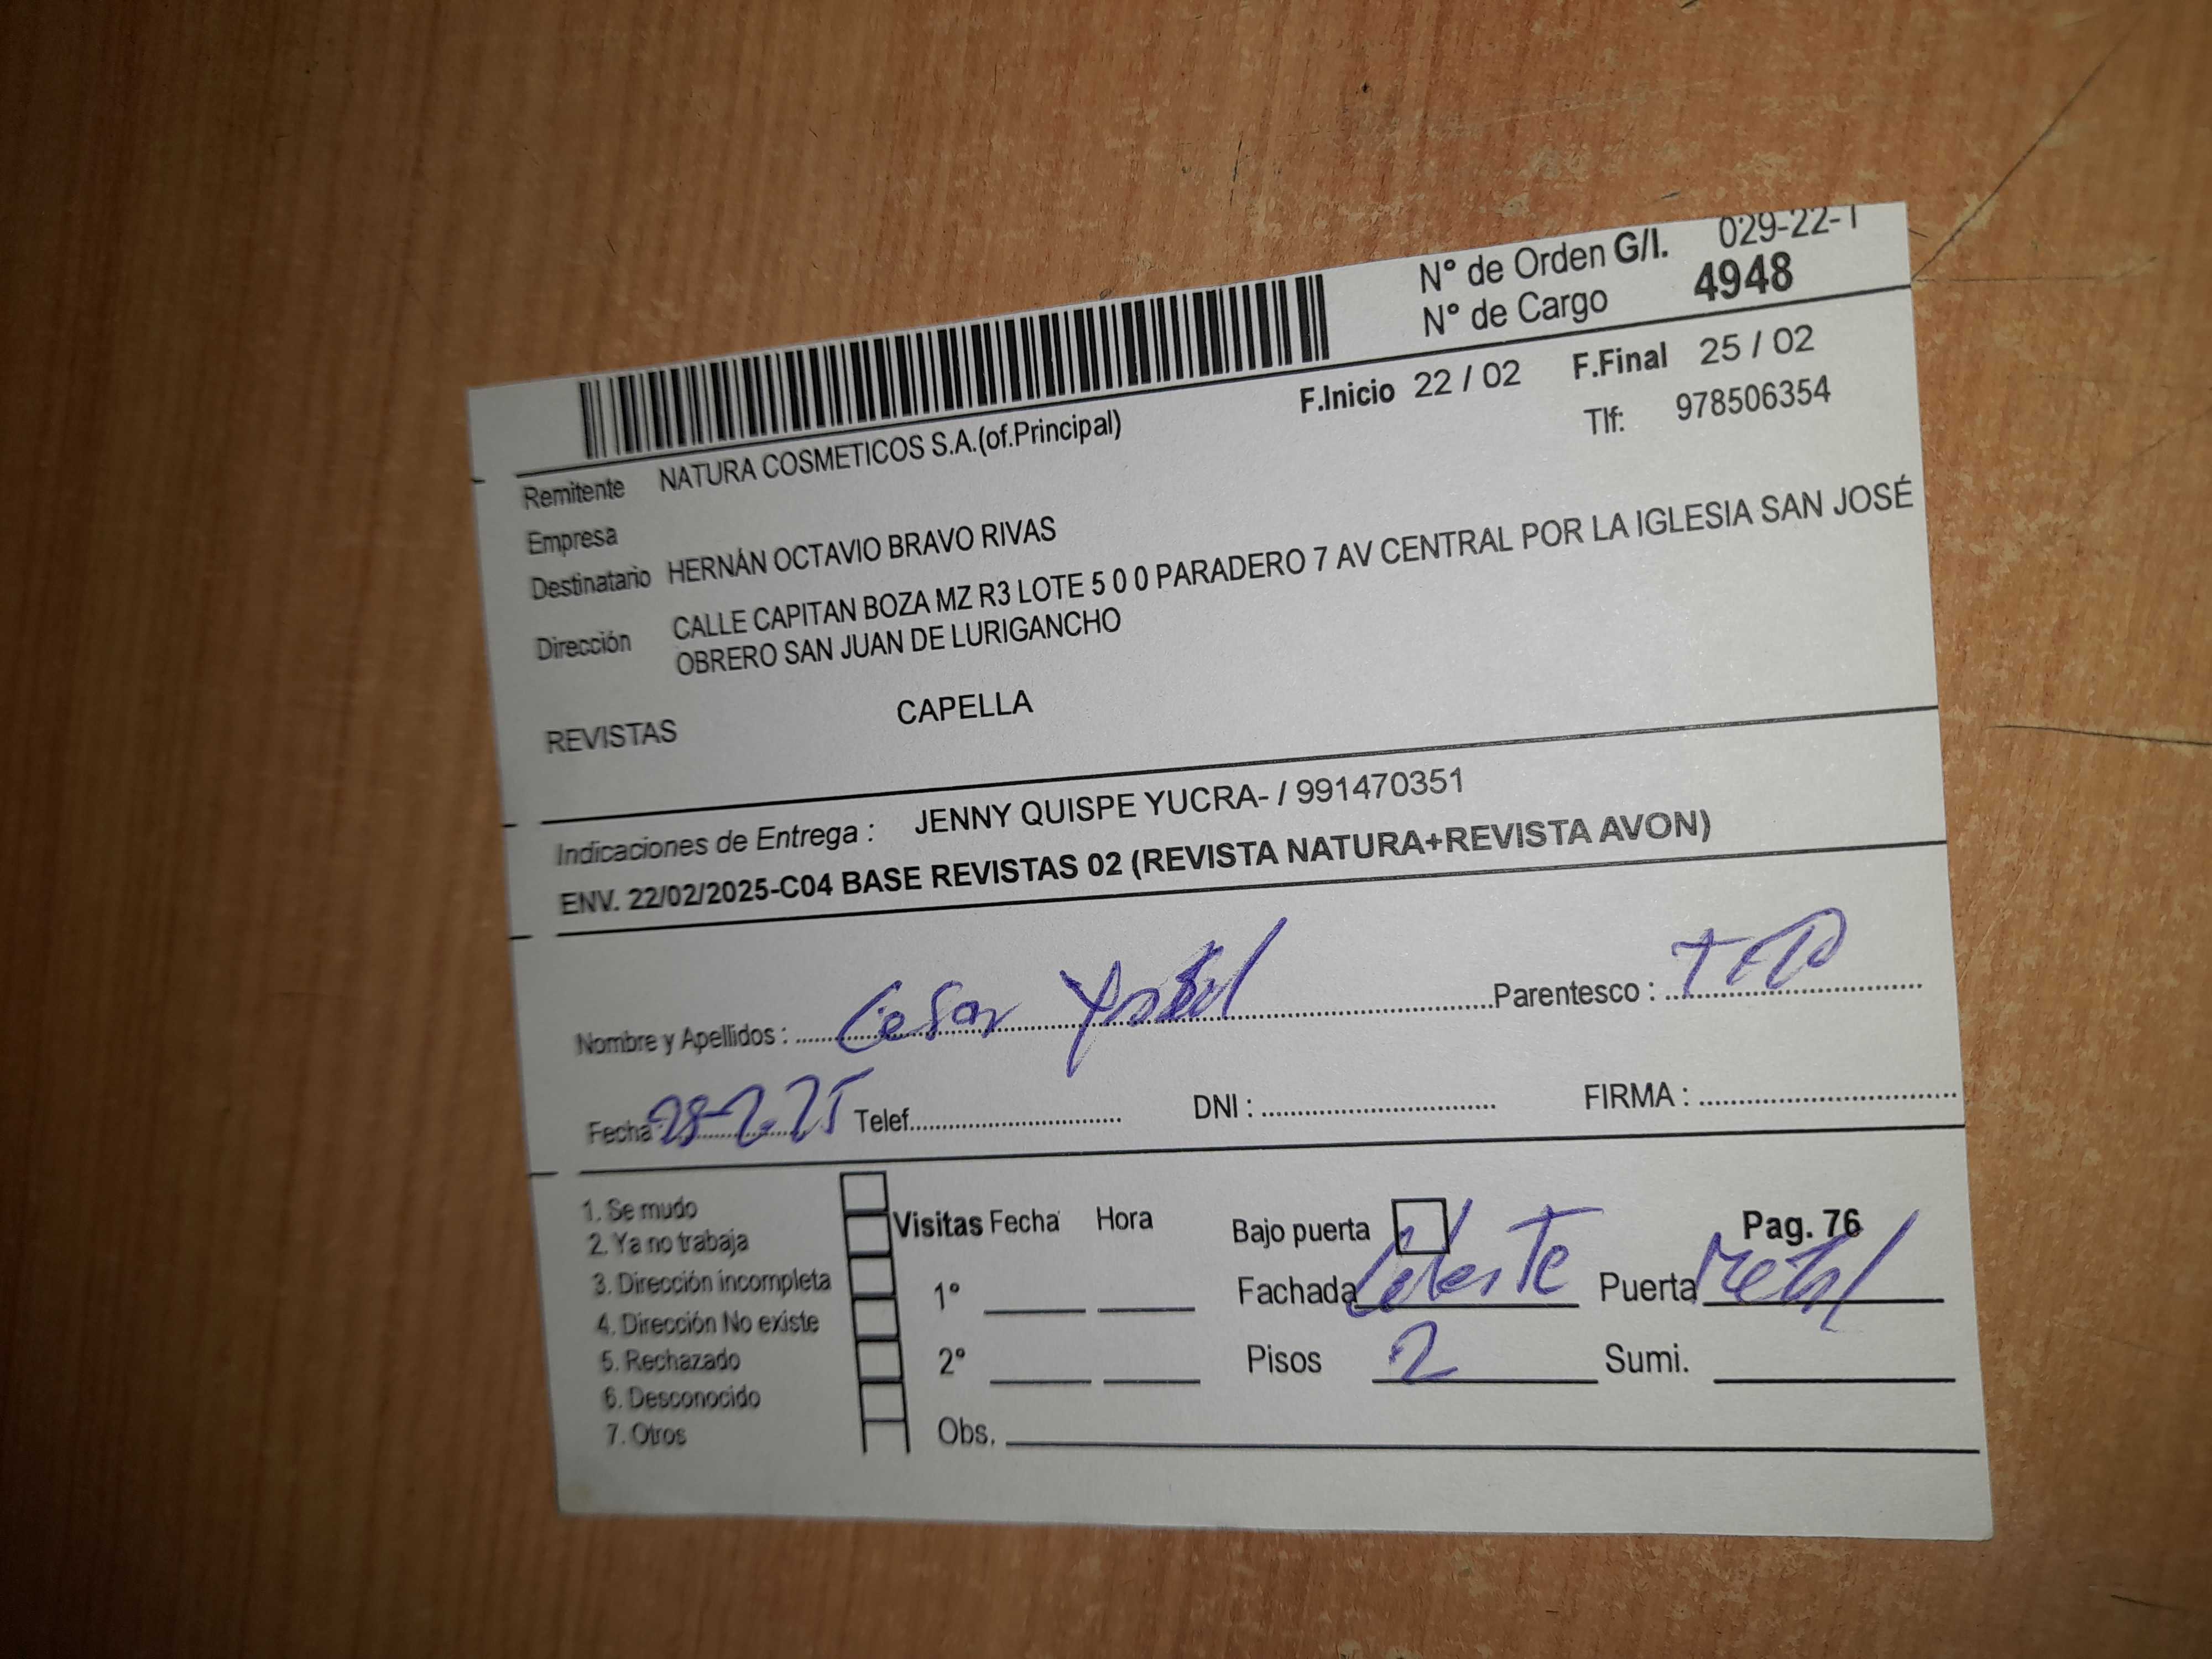 N° de Orden G/I. 029-22-1
N° de Cargo 4948
F.Inicio 22 / 02 F.Final 25 / 02
Remitente NATURA COSMETICOS S.A.(of.Principal) Tlf: 978506354
Empresa
Destinatario HERNÁN OCTAVIO BRAVO RIVAS
Dirección CALLE CAPITAN BOZA MZ R3 LOTE 5 0 0 PARADERO 7 AV CENTRAL POR LA IGLESIA SAN JOSÉ
OBRERO SAN JUAN DE LURIGANCHO
REVISTAS CAPELLA
Indicaciones de Entrega : JENNY QUISPE YUCRA- / 991470351
ENV. 22/02/2025-C04 BASE REVISTAS 02 (REVISTA NATURA+REVISTA AVON)
Nombre y Apellidos : Cesar Parentesco :
Fecha Telef. DNI : FIRMA :
1. Se mudo
2. Ya no trabaja
3. Dirección incompleta
4. Dirección No existe
5. Rechazado
6. Desconocido
7. Otros
Visitas Fecha Hora
1°
2°
Obs.
Bajo puerta Pag. 76
Fachada Celeste Puerta Metal
Pisos 2 Sumi.